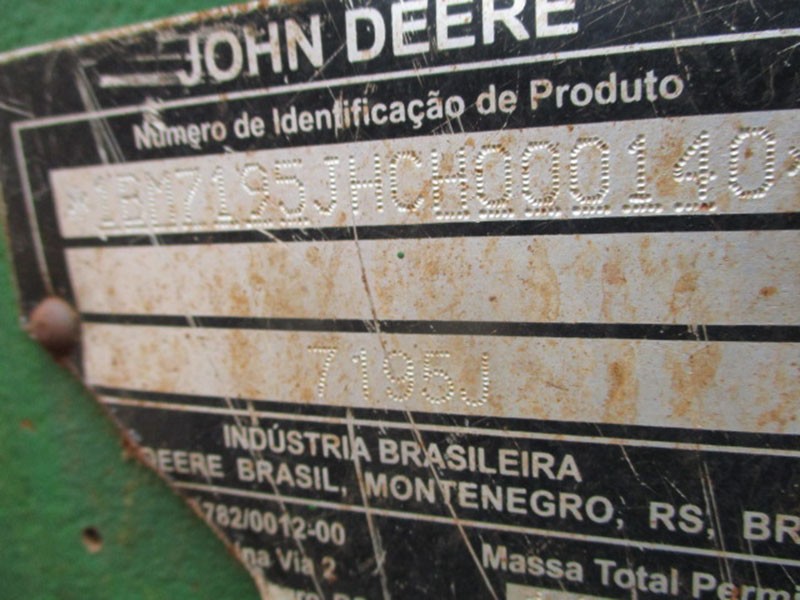 JOHN DEERE
Número de Identificação de Produto
*1BM7195JHCH000140*
7195J
INDÚSTRIA BRASILEIRA
DEERE BRASIL, MONTENEGRO, RS, BR
782/0012-00
Via 2
Massa Total Permi